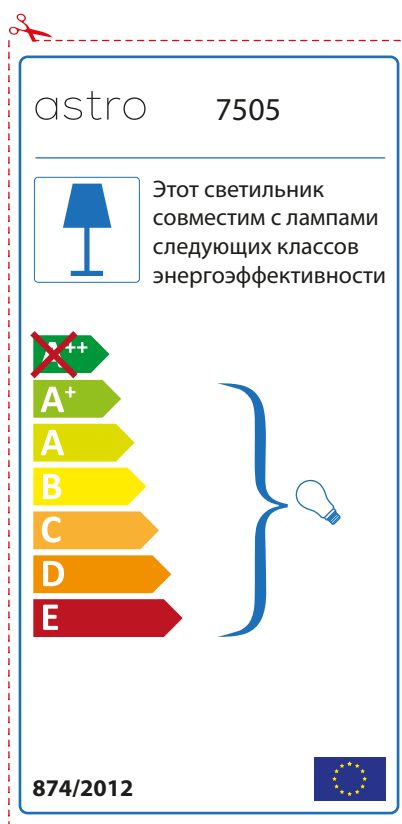 astro 7505
Этот светильник
совместим с лампами
следующих классов
энергоэффективности
A++
A+
A
B
C
D
E
874/2012